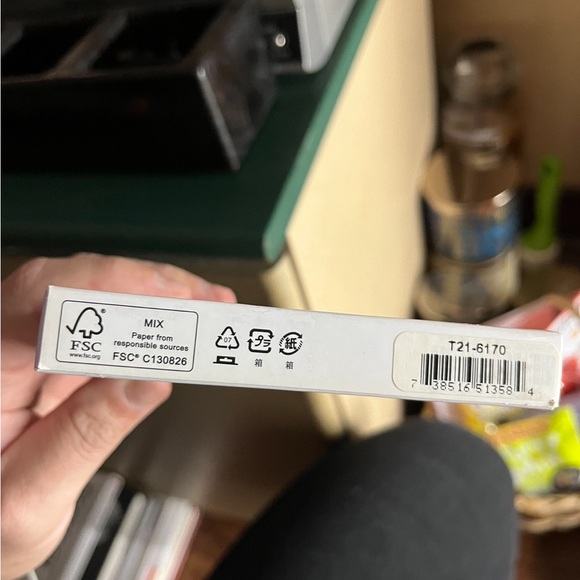 FSC
www.fsc.org
MIX
Paper from
responsible sources
FSC® C130826
07
プラ
箱
紙
箱
T21-6170
7 38516 51358 4